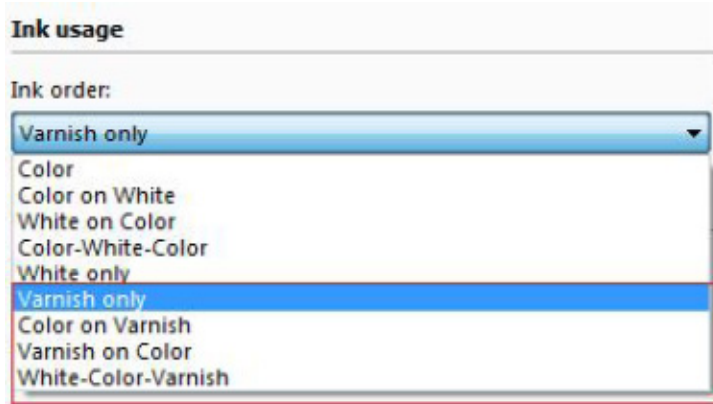 Ink usage
Ink order:
Varnish only
Color
Color on White
White on Color
Color-White-Color
White only
Varnish only
Color on Varnish
Varnish on Color
White-Color-Varnish